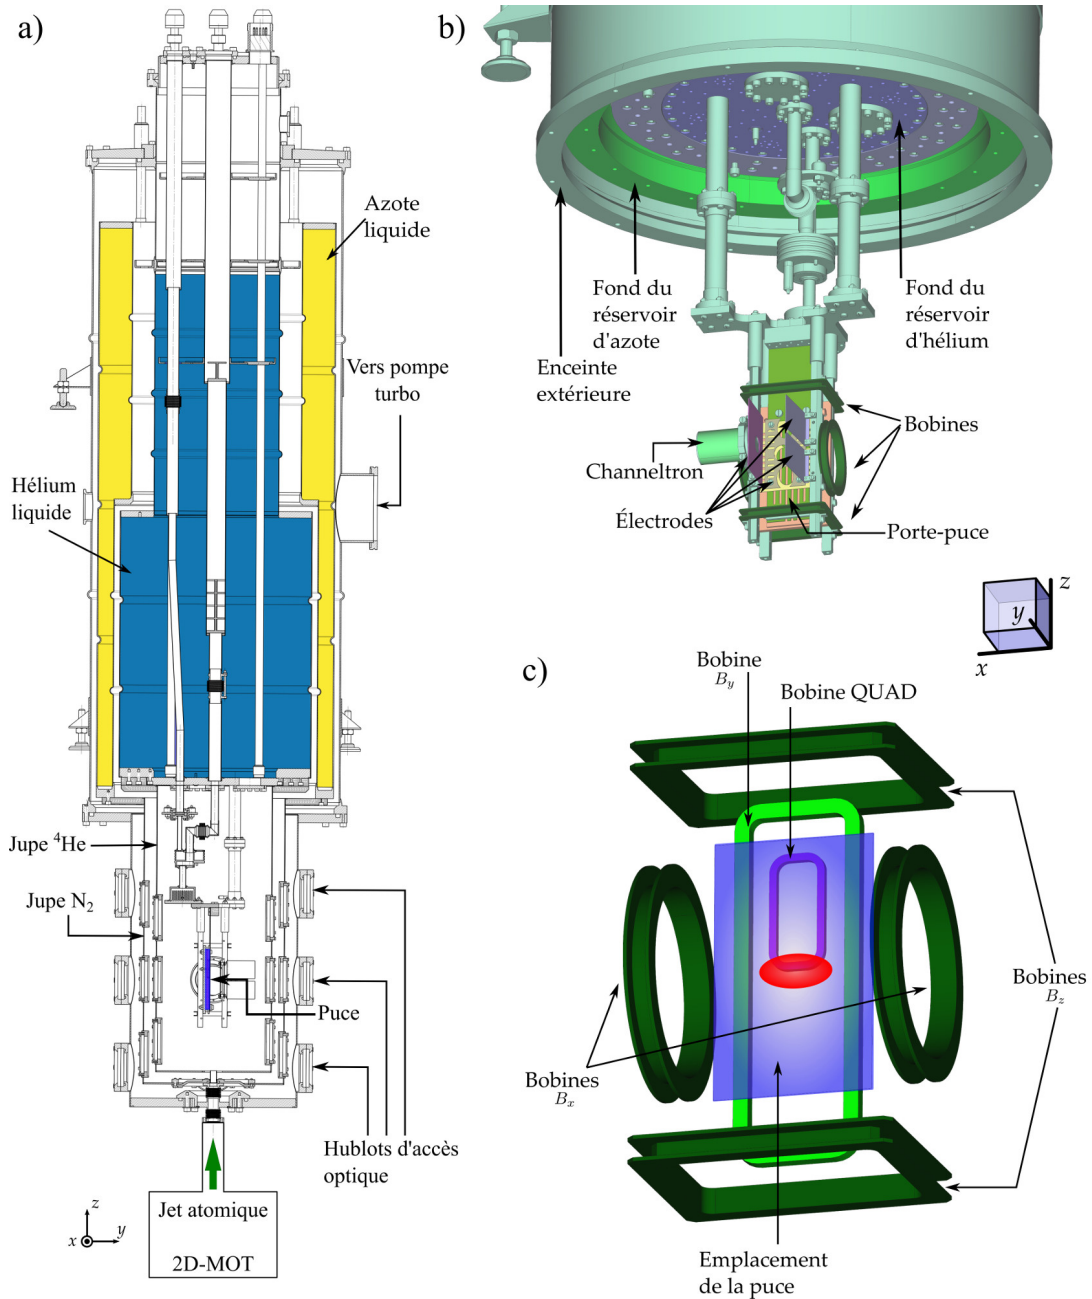 a)
Azote
liquide
Vers pompe
turbo
Hélium
liquide
Jupe ⁴He
Jupe N₂
Puce
Hublots d'accès
optique
Jet atomique
2D-MOT
z
y
x
b)
Fond du
réservoir
d'azote
Fond du
réservoir
d'hélium
Enceinte
extérieure
Bobines
Channeltron
Électrodes
Porte-puce
z
y
x
c)
Bobine
B_y
Bobine QUAD
Bobines
B_z
Bobines
B_x
Emplacement
de la puce